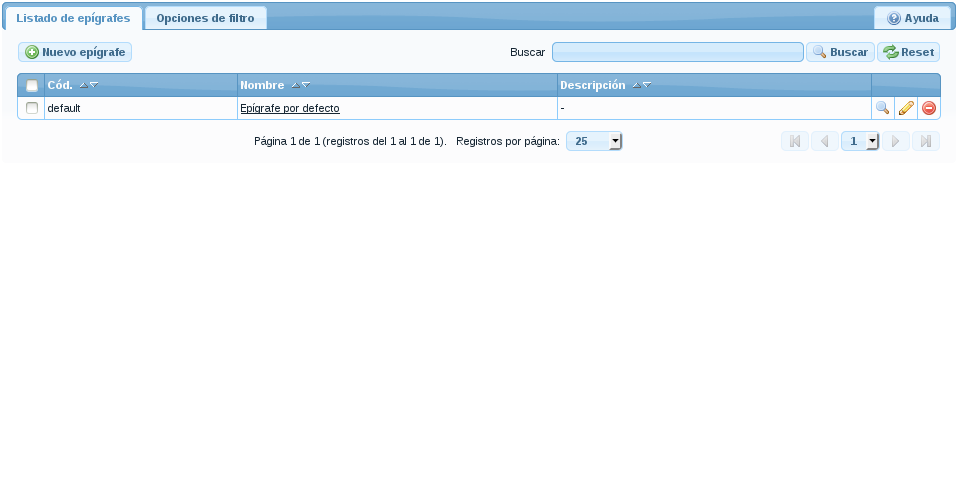 Listado de epígrafes Opciones de filtro Ayuda
Nuevo epígrafe Buscar Buscar Reset
Cód. Nombre Descripción
default Epígrafe por defecto -
Página 1 de 1 (registros del 1 al 1 de 1). Registros por página: 25 1